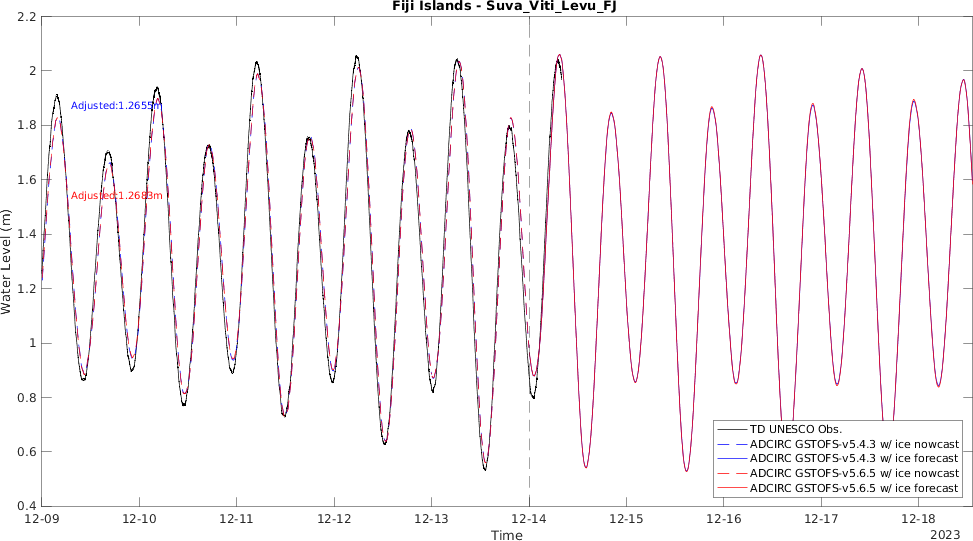 Fiji Islands - Suva_Viti_Levu_FJ
2.2
2
1.8
1.6
1.4
1.2
1
0.8
0.6
0.4
Water Level (m)
Adjusted:1.2655m
Adjusted:1.2683m
TD UNESCO Obs.
ADCIRC GSTOFS-v5.4.3 w/ ice nowcast
ADCIRC GSTOFS-v5.4.3 w/ ice forecast
ADCIRC GSTOFS-v5.6.5 w/ ice nowcast
ADCIRC GSTOFS-v5.6.5 w/ ice forecast
12-09 12-10 12-11 12-12 12-13 12-14 12-15 12-16 12-17 12-18
Time
2023